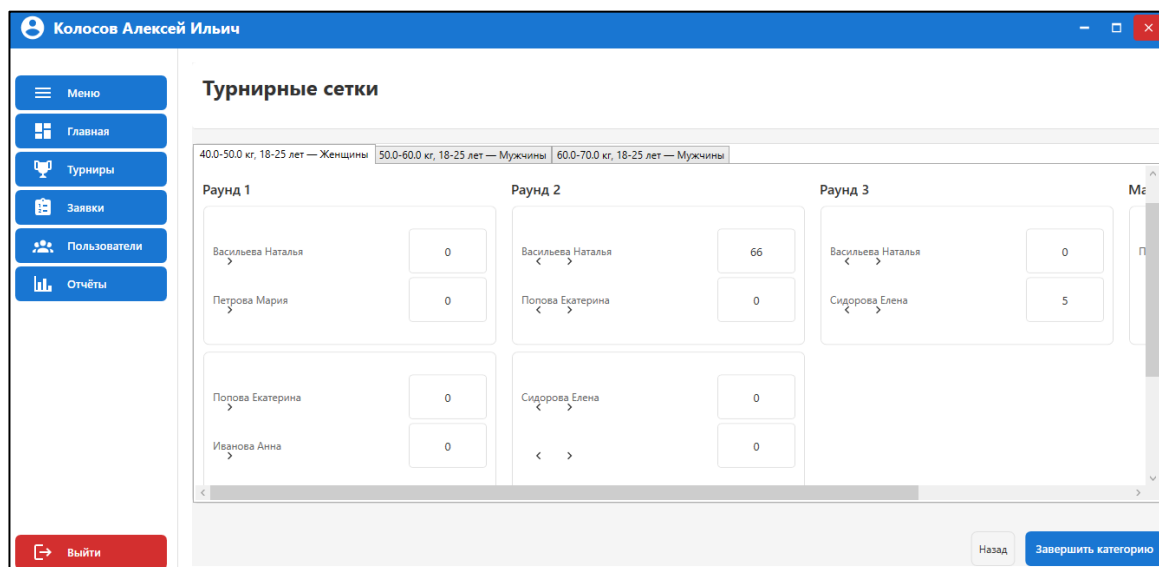 Колосов Алексей Ильич
Меню
Главная
Турниры
Заявки
Пользователи
Отчёты
Выйти
Турнирные сетки
40.0-50.0 кг, 18-25 лет — Женщины
50.0-60.0 кг, 18-25 лет — Мужчины
60.0-70.0 кг, 18-25 лет — Мужчины
Раунд 1
Васильева Наталья 0
Петрова Мария 0
Попова Екатерина 0
Иванова Анна 0
Раунд 2
Васильева Наталья 66
Попова Екатерина 0
Сидорова Елена 0
0
Раунд 3
Васильева Наталья 0
Сидорова Елена 5
Назад
Завершить категорию